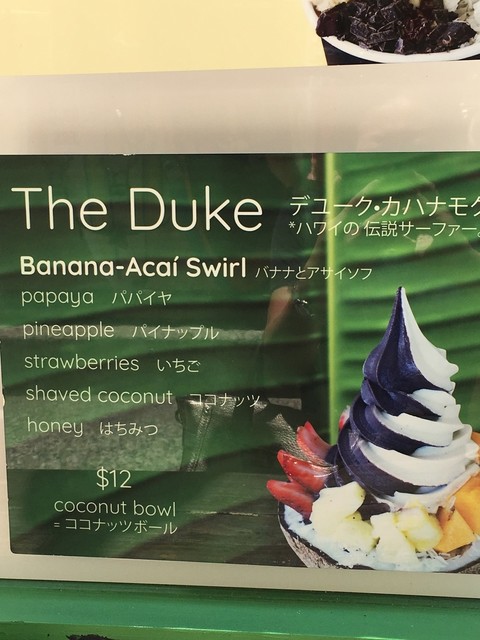 The Duke
デューク・カハナモク
*ハワイの 伝説サーファー
Banana-Acaí Swirl バナナとアサイソフ
papaya パパイヤ
pineapple パイナップル
strawberries いちご
shaved coconut ココナッツ
honey はちみつ
$12
coconut bowl
= ココナッツボール